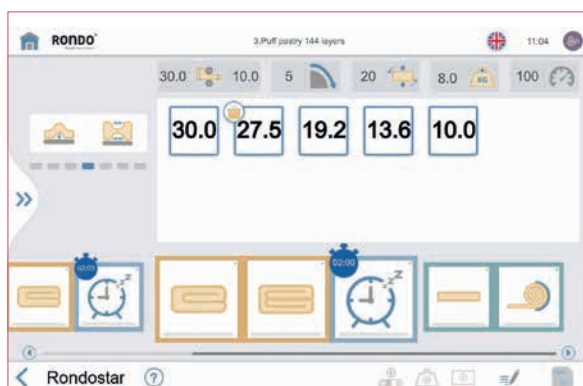 RONDO 3.Puff pastry 144 layers 11:04
30.0 10.0 5 20 8.0 KG 100
30.0 27.5 19.2 13.6 10.0
02:00 02:00
Rondostar ?